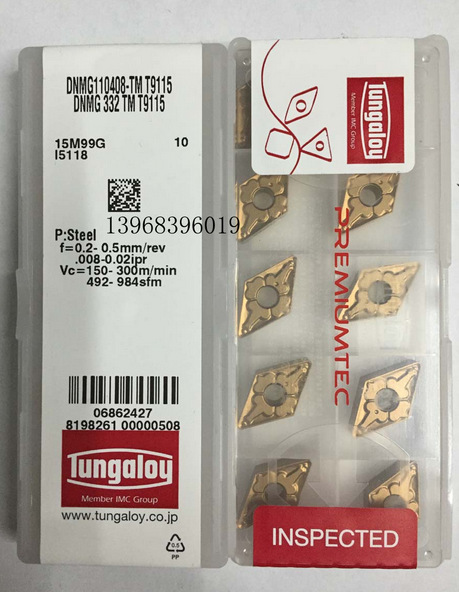 DNMG110408-TM T9115
DNMG 332 TM T9115
15M99G 10
I5118
13968396019
P:Steel
f=0.2- 0.5mm/rev
.008-0.02ipr
Vc=150- 300m/min
492- 984sfm
06862427
8198261 00000508
Tungaloy
Member IMC Group
www.tungaloy.co.jp
0.5
PP
Tungaloy
Member IMC Group
PREMIUMTEC
INSPECTED